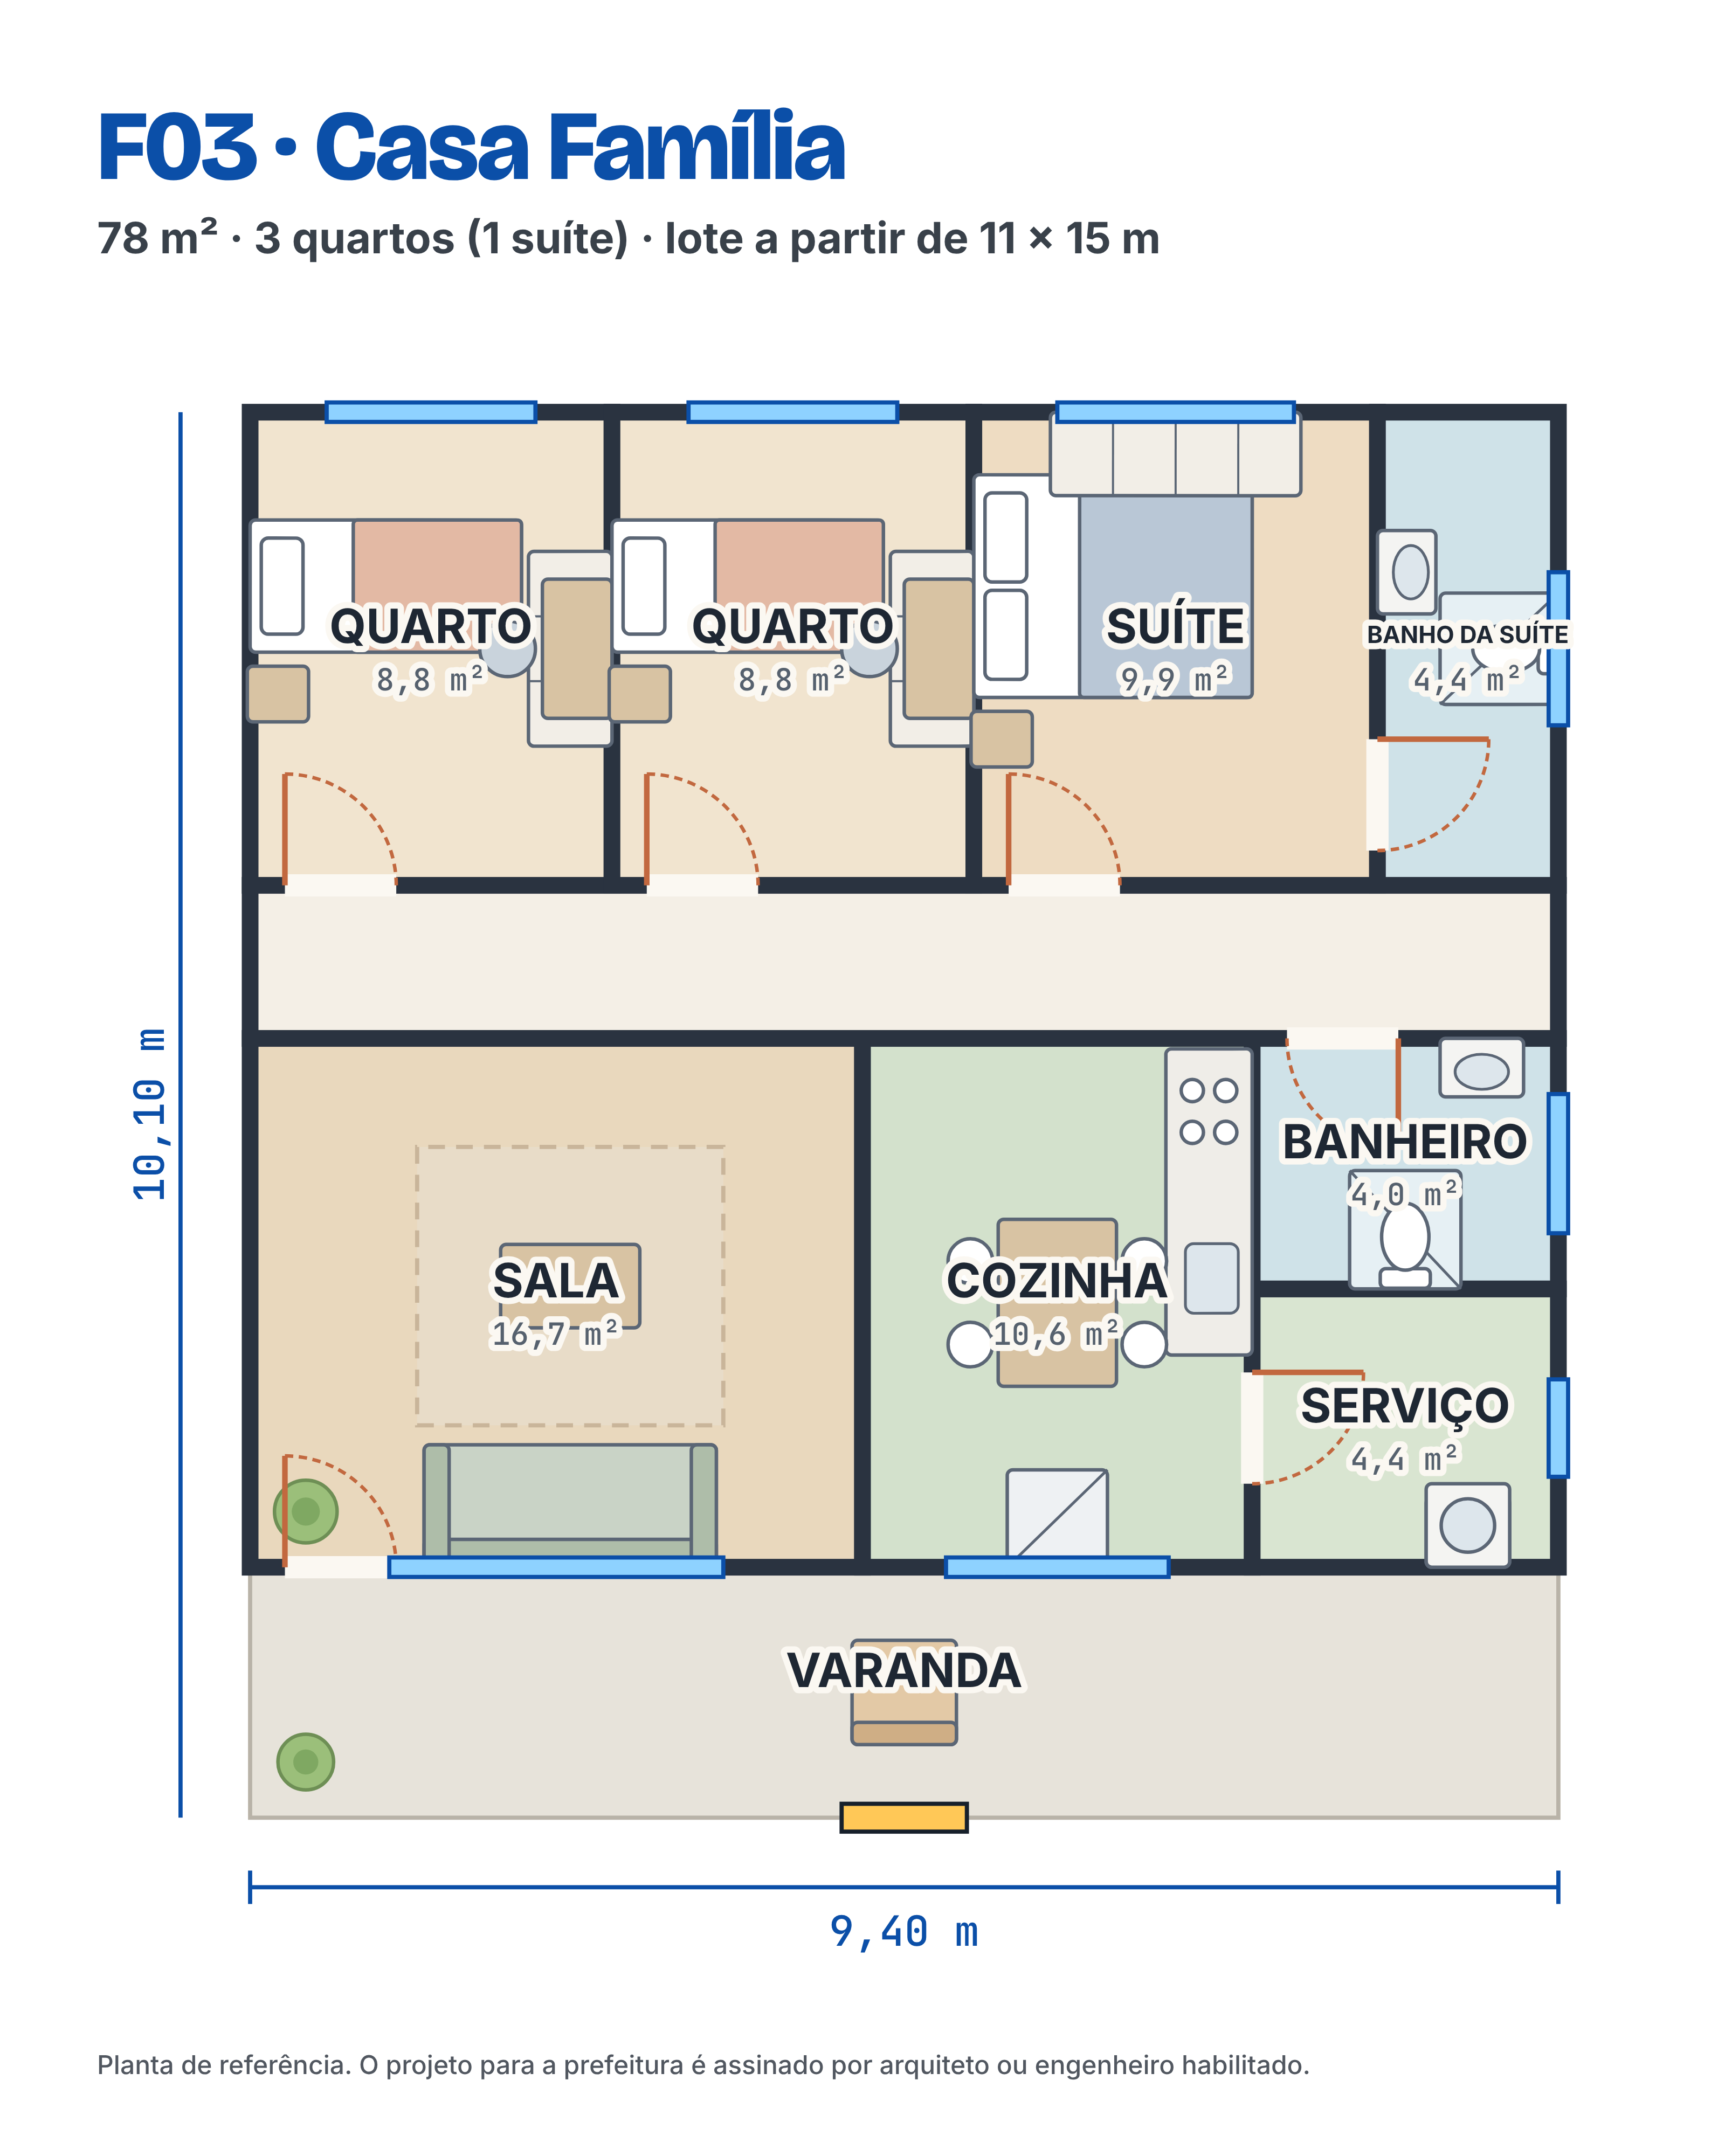 F03 · Casa Família
78 m² · 3 quartos (1 suíte) · lote a partir de 11 × 15 m
QUARTO
8,8 m²
QUARTO
8,8 m²
SUÍTE
9,9 m²
BANHO DA SUÍTE
4,4 m²
10,10 m
BANHEIRO
4,0 m²
SALA
16,7 m²
COZINHA
10,6 m²
SERVIÇO
4,4 m²
VARANDA
9,40 m
Planta de referência. O projeto para a prefeitura é assinado por arquiteto ou engenheiro habilitado.